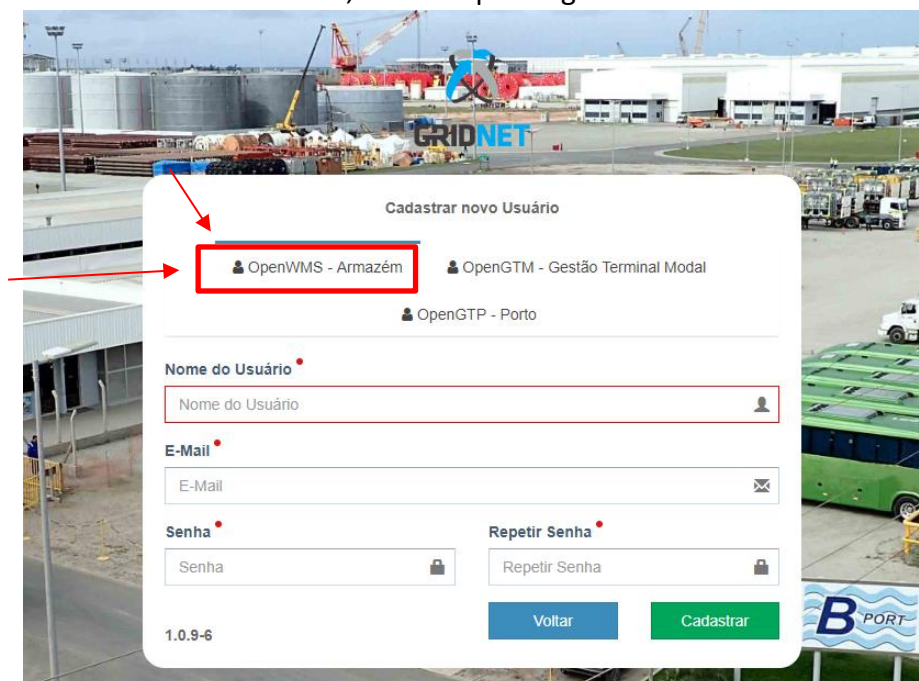 GRIDNET
Cadastrar novo Usuário
OpenWMS - Armazém OpenGTM - Gestão Terminal Modal
OpenGTP - Porto
Nome do Usuário
Nome do Usuário
E-Mail
E-Mail
Senha Repetir Senha
Senha Repetir Senha
1.0.9-6 Voltar Cadastrar
B PORT